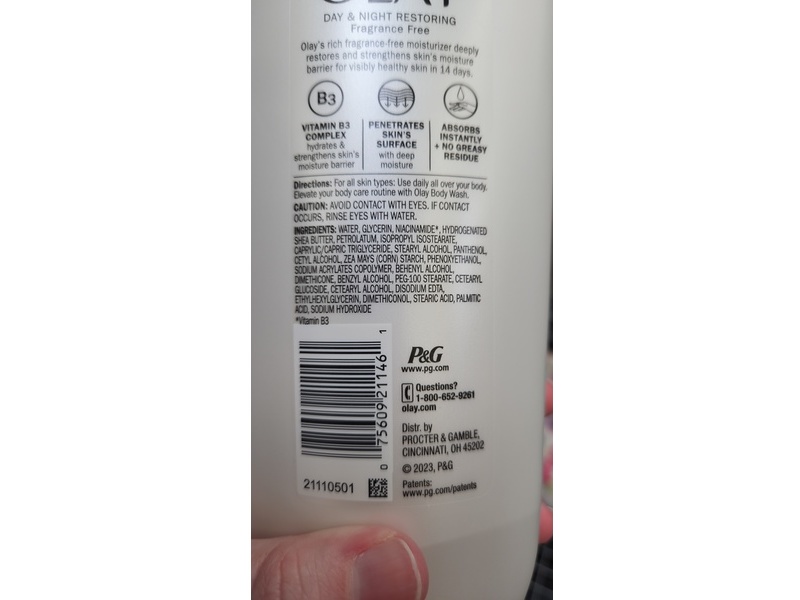 OLAY
DAY & NIGHT RESTORING
Fragrance Free
Olay's rich fragrance-free moisturizer deeply
restores and strengthens skin's moisture
barrier for visibly healthy skin in 14 days.
B3
VITAMIN B3
COMPLEX
hydrates &
strengthens skin's
moisture barrier
PENETRATES
SKIN'S
SURFACE
with deep
moisture
ABSORBS
INSTANTLY
+ NO GREASY
RESIDUE
Directions: For all skin types: Use daily all over your body.
Elevate your body care routine with Olay Body Wash.
CAUTION: AVOID CONTACT WITH EYES. IF CONTACT
OCCURS, RINSE EYES WITH WATER.
INGREDIENTS: WATER, GLYCERIN, NIACINAMIDE*, HYDROGENATED
SHEA BUTTER, PETROLATUM, ISOPROPYL ISOSTEARATE,
CAPRYLIC/CAPRIC TRIGLYCERIDE, STEARYL ALCOHOL, PANTHENOL,
CETYL ALCOHOL, ZEA MAYS (CORN) STARCH, PHENOXYETHANOL,
SODIUM ACRYLATES COPOLYMER, BEHENYL ALCOHOL,
DIMETHICONE, BENZYL ALCOHOL, PEG-100 STEARATE, CETEARYL
GLUCOSIDE, CETEARYL ALCOHOL, DISODIUM EDTA,
ETHYLHEXYLGLYCERIN, DIMETHICONOL, STEARIC ACID, PALMITIC
ACID, SODIUM HYDROXIDE
*Vitamin B3
0 75609 21146 1
21110501
P&G
www.pg.com
Questions?
1-800-652-9261
olay.com
Distr. by
PROCTER & GAMBLE,
CINCINNATI, OH 45202
© 2023, P&G
Patents:
www.pg.com/patents